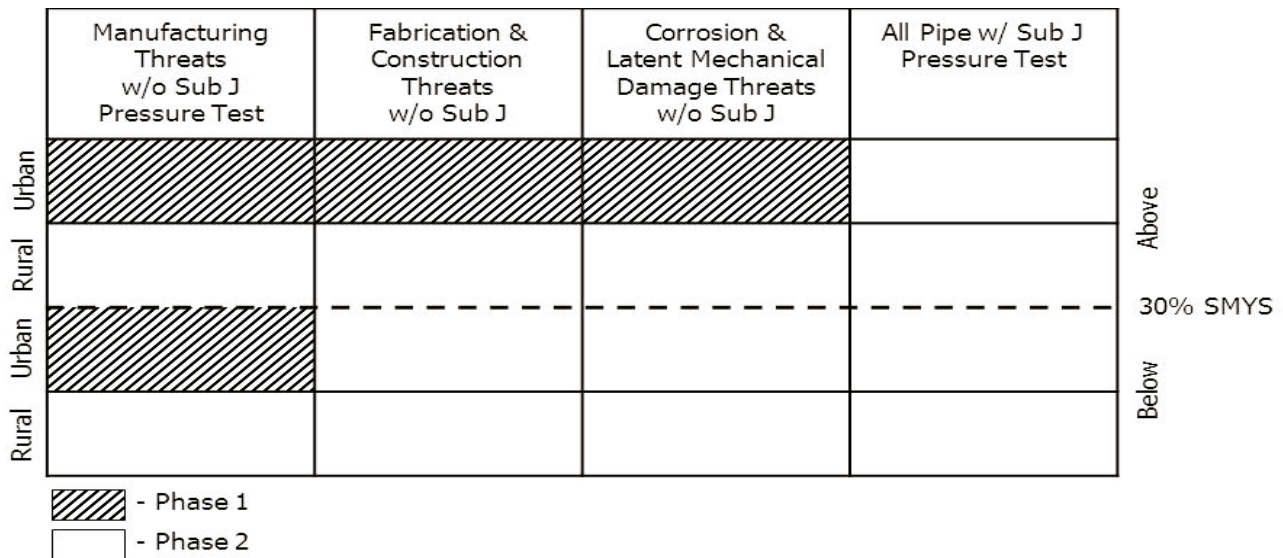 Manufacturing
Threats
w/o Sub J
Pressure Test
Fabrication &
Construction
Threats
w/o Sub J
Corrosion &
Latent Mechanical
Damage Threats
w/o Sub J
All Pipe w/ Sub J
Pressure Test
Urban
Rural
Urban
Rural
Above
30% SMYS
Below
- Phase 1
- Phase 2